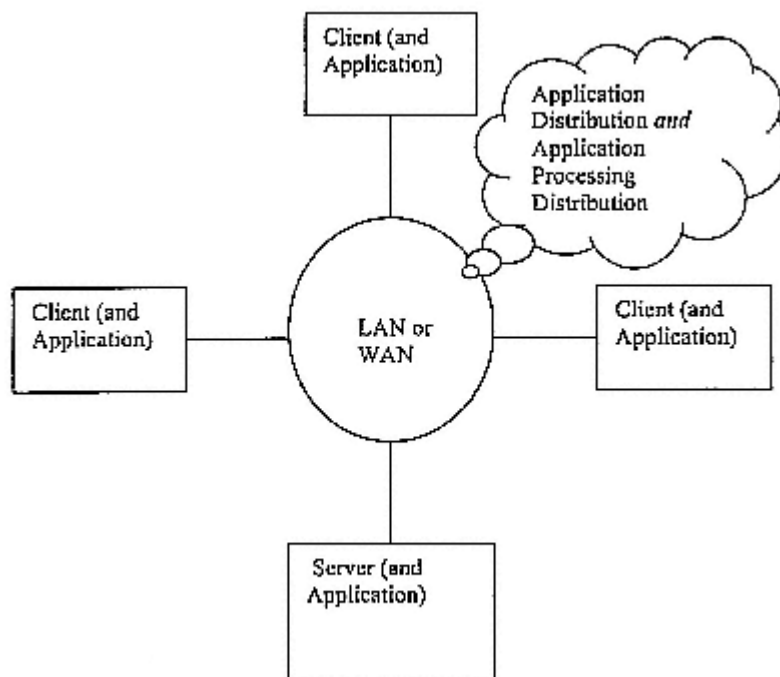 Client (and
Application)
Application
Distribution and
Application
Processing
Distribution
Client (and
Application)
LAN or
WAN
Client (and
Application)
Server (and
Application)